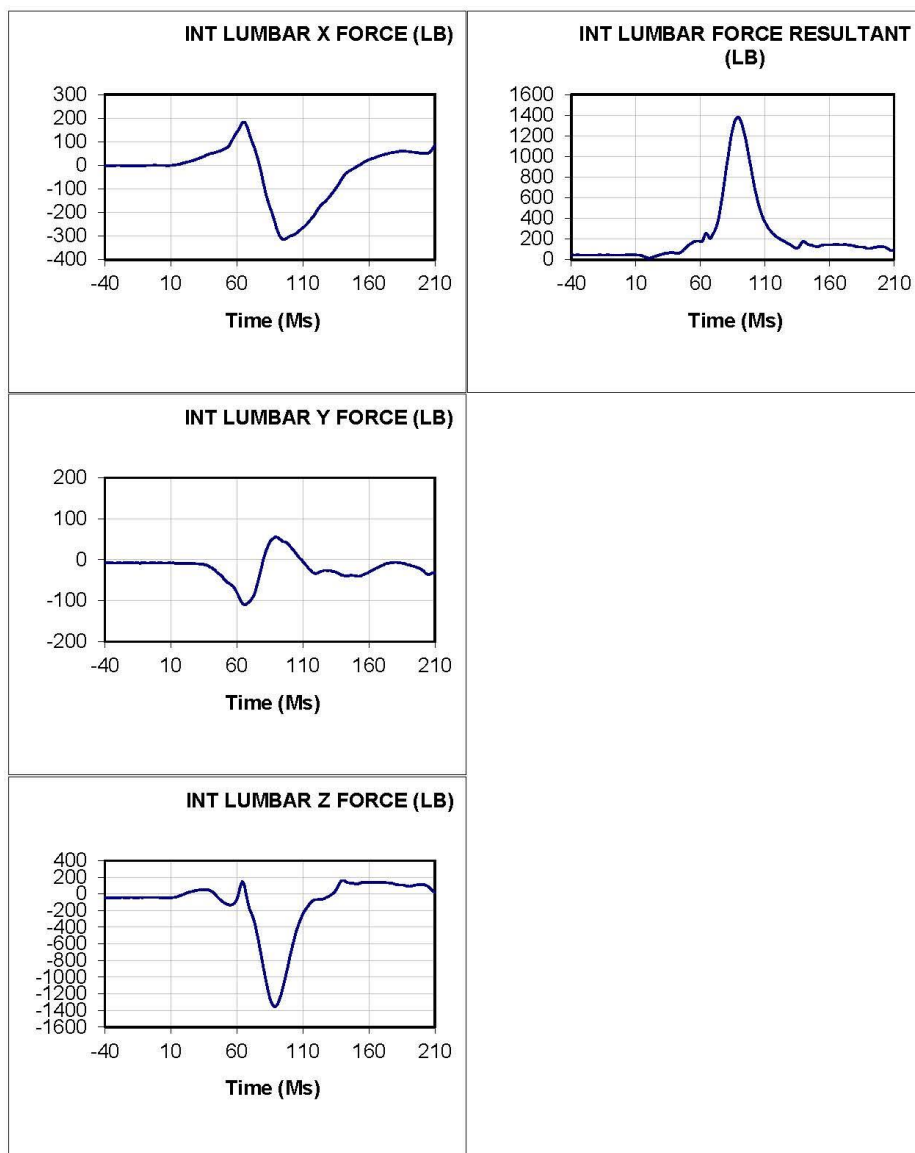 INT LUMBAR X FORCE (LB)
300
200
100
0
-100
-200
-300
-400
-40 10 60 110 160 210
Time (Ms)
INT LUMBAR FORCE RESULTANT
(LB)
1600
1400
1200
1000
800
600
400
200
0
-40 10 60 110 160 210
Time (Ms)
INT LUMBAR Y FORCE (LB)
200
100
0
-100
-200
-40 10 60 110 160 210
Time (Ms)
INT LUMBAR Z FORCE (LB)
400
200
0
-200
-400
-600
-800
-1000
-1200
-1400
-1600
-40 10 60 110 160 210
Time (Ms)